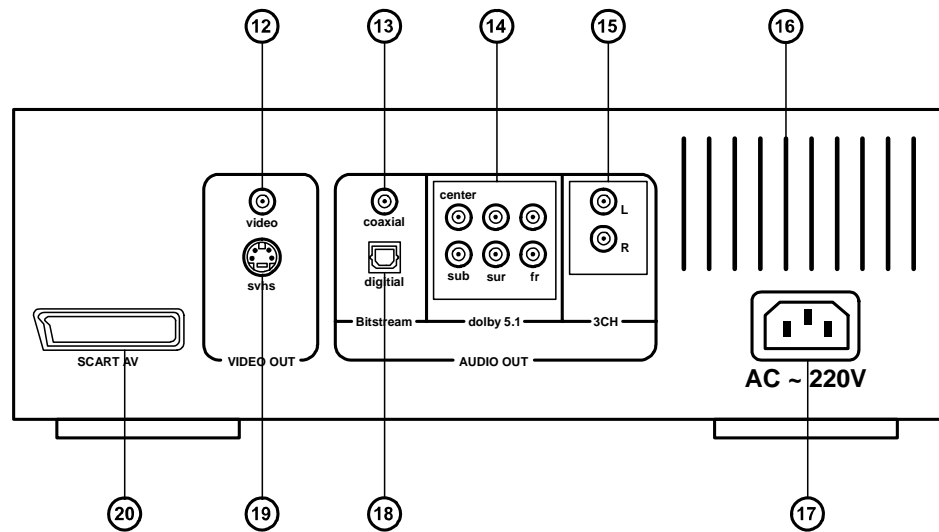 12 13 14 15 16
center
video coaxial L
R
svhs digitial sub sur fr
Bitstream dolby 5.1 3CH
SCART AV VIDEO OUT AUDIO OUT
AC ~ 220V
20 19 18 17